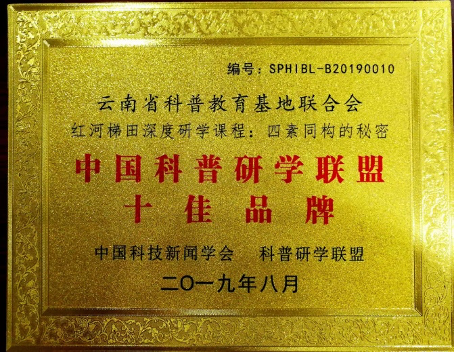 编号：SPHIBL-B20190010
云南省科普教育基地联合会
红河梯田深度研学课程：四素同构的秘密
中国科普研学联盟
十佳品牌
中国科技新闻学会 科普研学联盟
二〇一九年八月